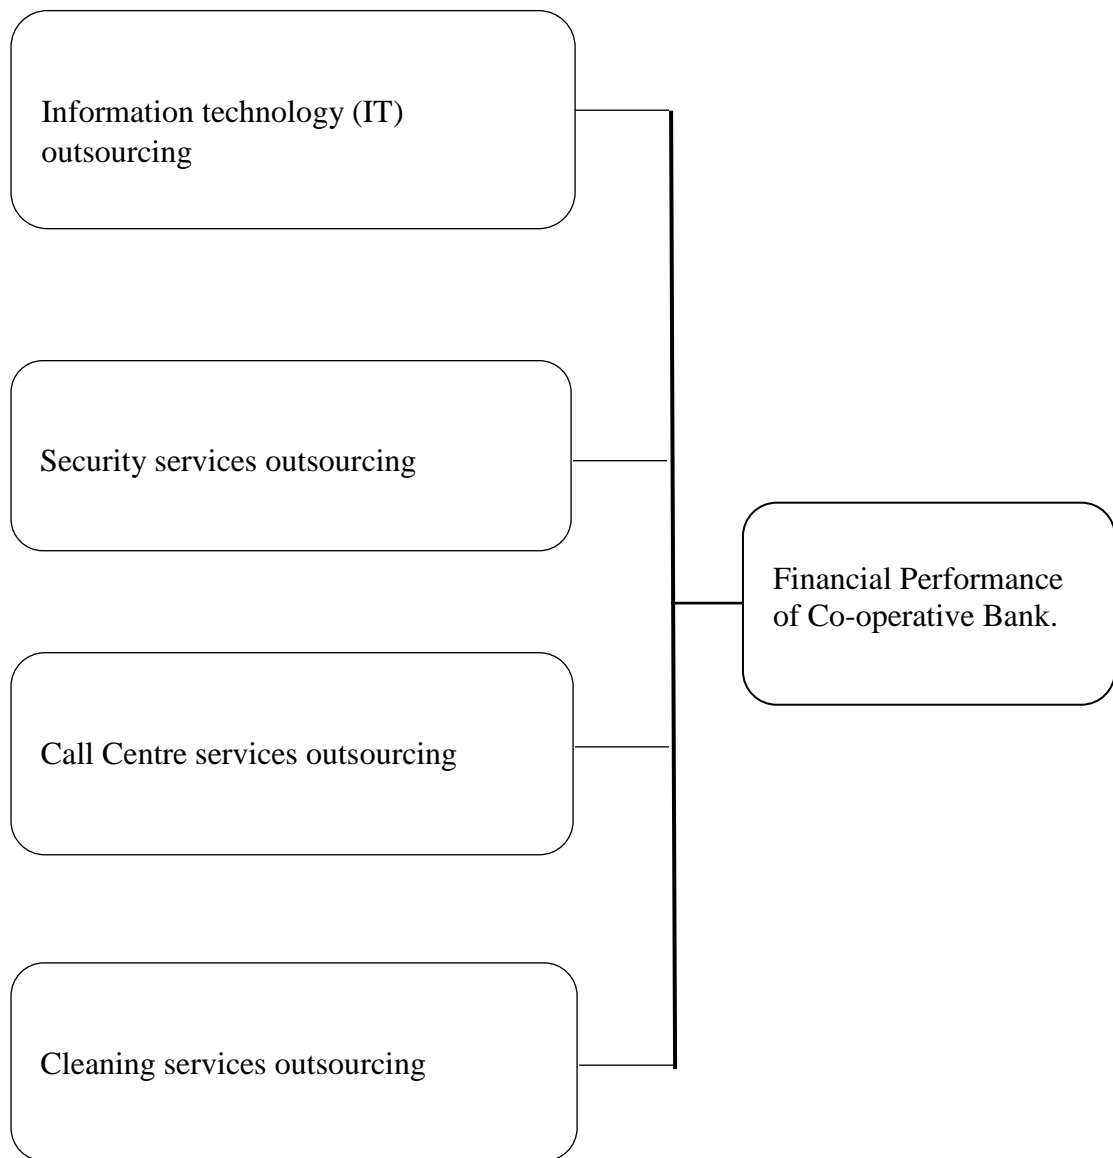 Information technology (IT)
outsourcing
Security services outsourcing
Financial Performance
of Co-operative Bank.
Call Centre services outsourcing
Cleaning services outsourcing